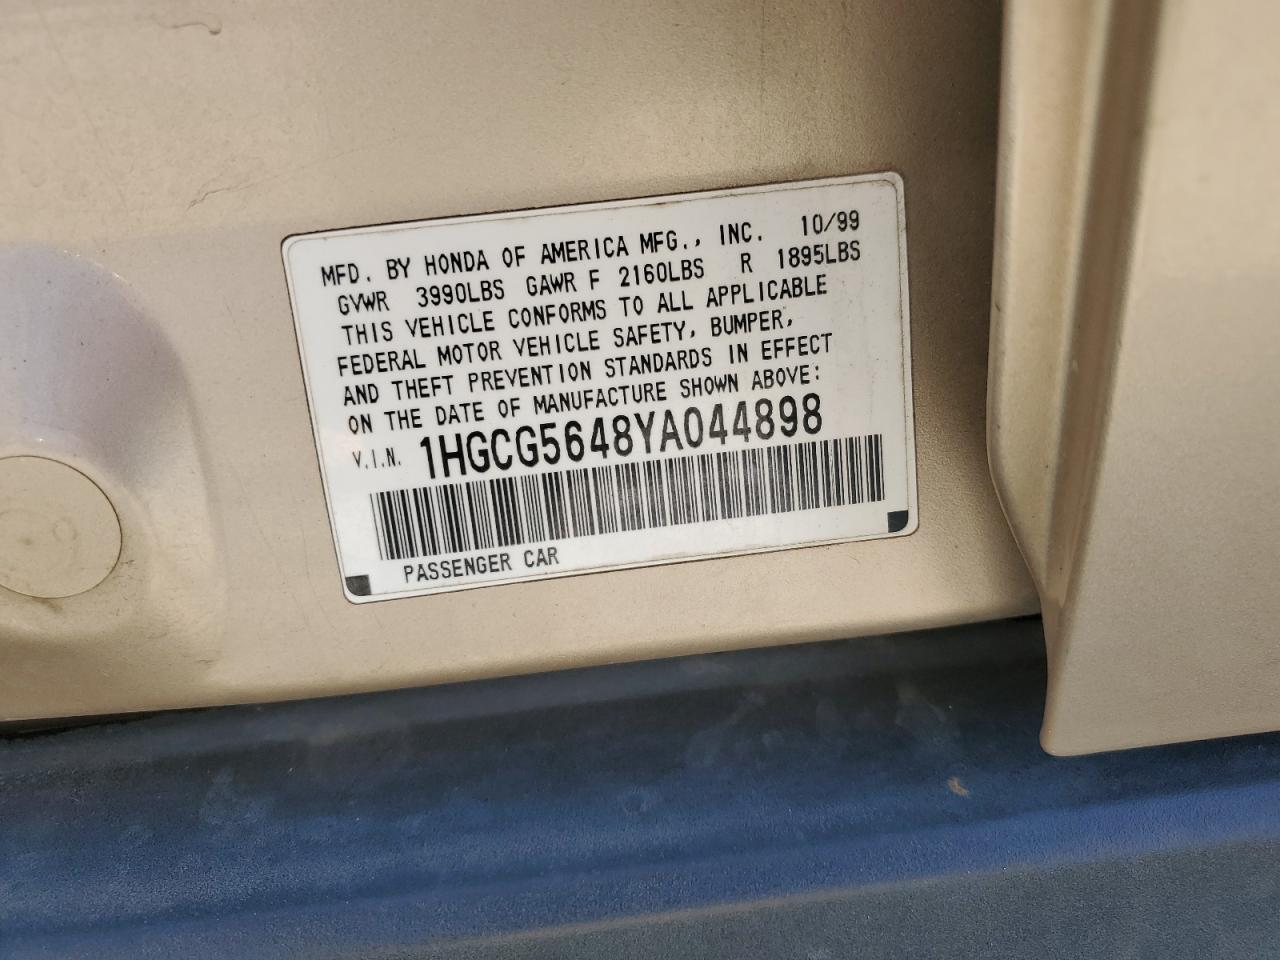 MFD. BY HONDA OF AMERICA MFG., INC. 10/99
GVWR 3990LBS GAWR F 2160LBS R 1895LBS
THIS VEHICLE CONFORMS TO ALL APPLICABLE
FEDERAL MOTOR VEHICLE SAFETY, BUMPER,
AND THEFT PREVENTION STANDARDS IN EFFECT
ON THE DATE OF MANUFACTURE SHOWN ABOVE:
V.I.N. 1HGCG5648YA044898
PASSENGER CAR